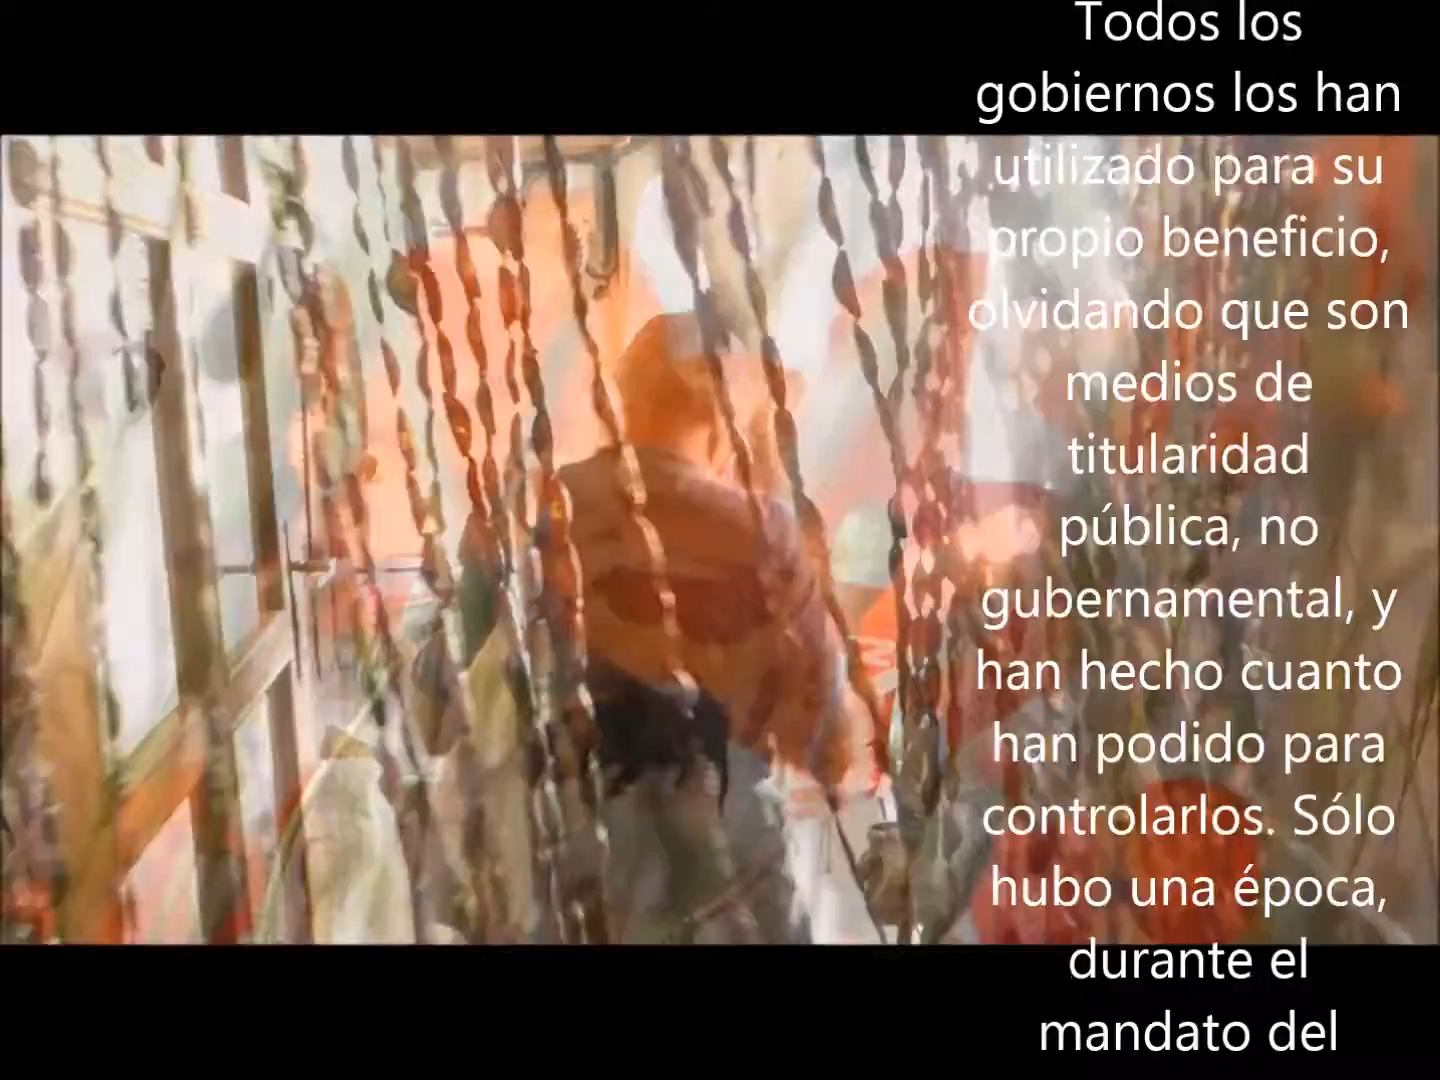 Todos los
gobiernos los han
utilizado para su
propio beneficio,
olvidando que son
medios de
titularidad
pública, no
gubernamental, y
han hecho cuanto
han podido para
controlarlos. Sólo
hubo una época,
durante el
mandato del